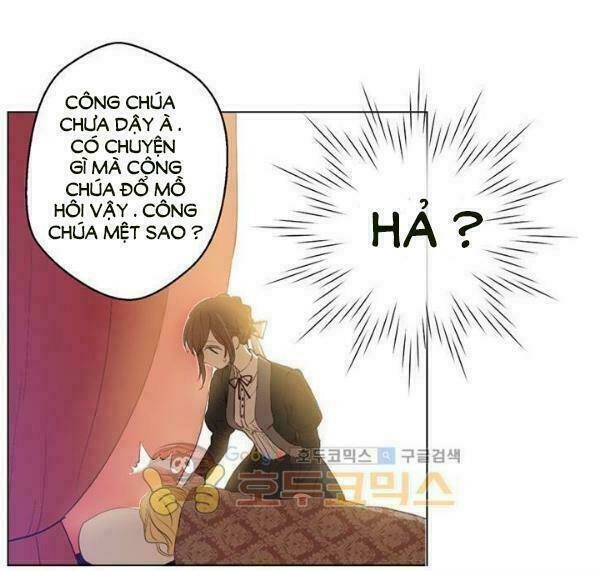 CÔNG CHÚA
CHƯA DẬY À .
CÓ CHUYỆN
GÌ MÀ CÔNG
CHÚA ĐỔ MỒ
HÔI VẬY . CÔNG
CHÚA MỆT SAO ?
HẢ ?
Google 호두코믹스 구글검색
호두코믹스